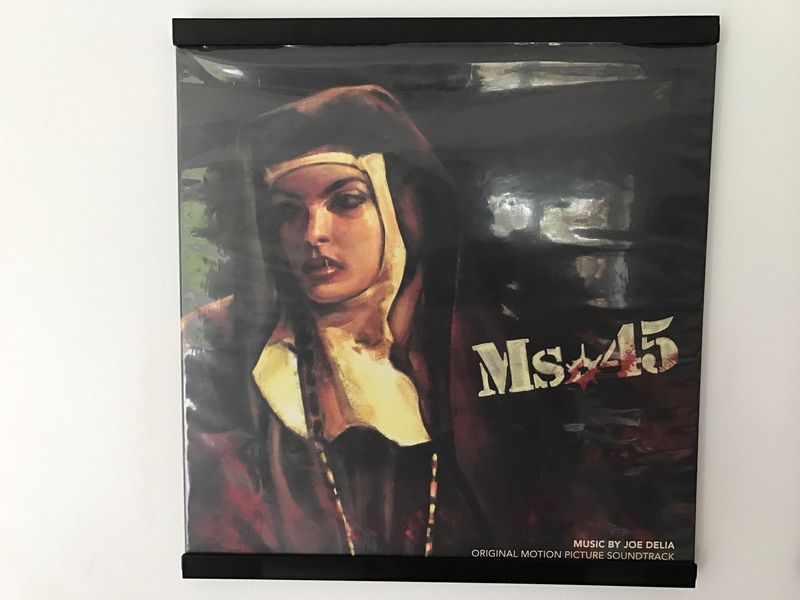 Ms.45
MUSIC BY JOE DELIA
ORIGINAL MOTION PICTURE SOUNDTRACK